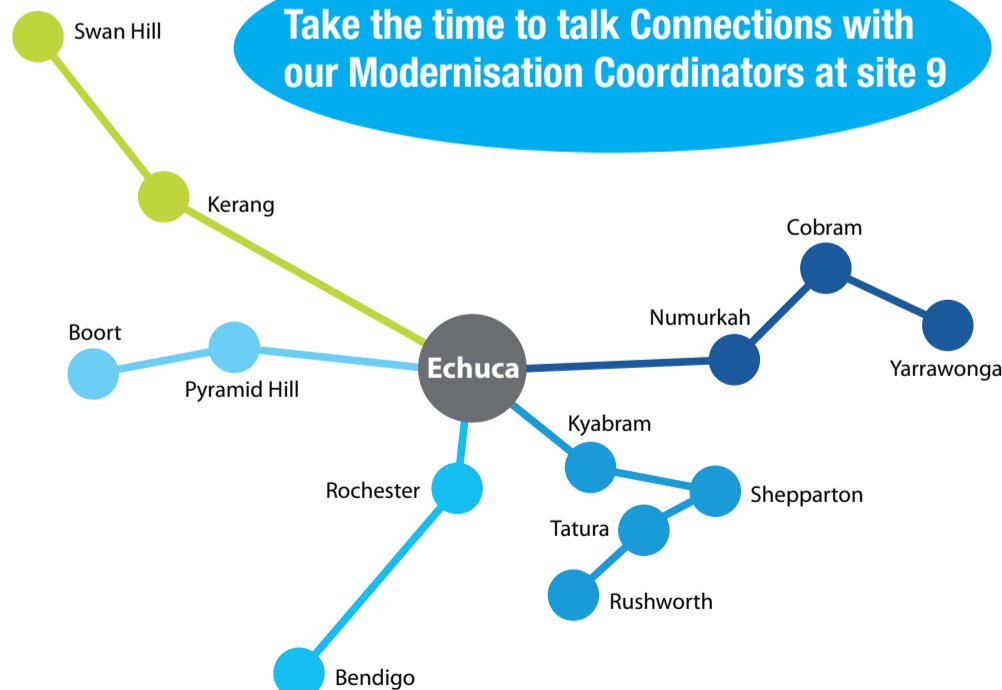 Take the time to talk Connections with
our Modernisation Coordinators at site 9
Swan Hill
Kerang
Cobram
Numurkah
Boort
Yarrawonga
Echuca
Pyramid Hill
Kyabram
Rochester
Shepparton
Tatura
Rushworth
Bendigo